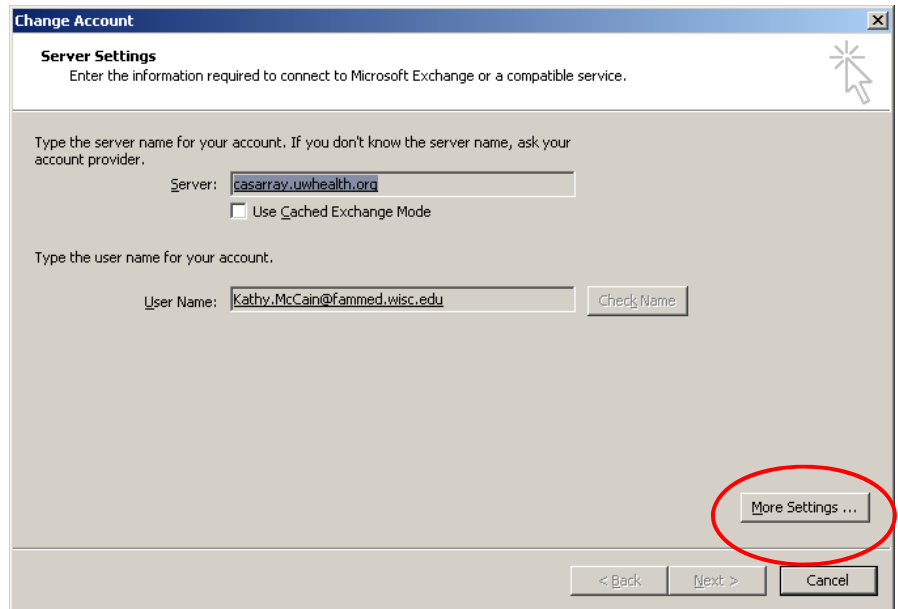 Change Account
Server Settings
Enter the information required to connect to Microsoft Exchange or a compatible service.
Type the server name for your account. If you don't know the server name, ask your
account provider.
Server: casarray.uwhealth.org
Use Cached Exchange Mode
Type the user name for your account.
User Name: Kathy.McCain@fammed.wisc.edu Check Name
More Settings ...
< Back Next > Cancel